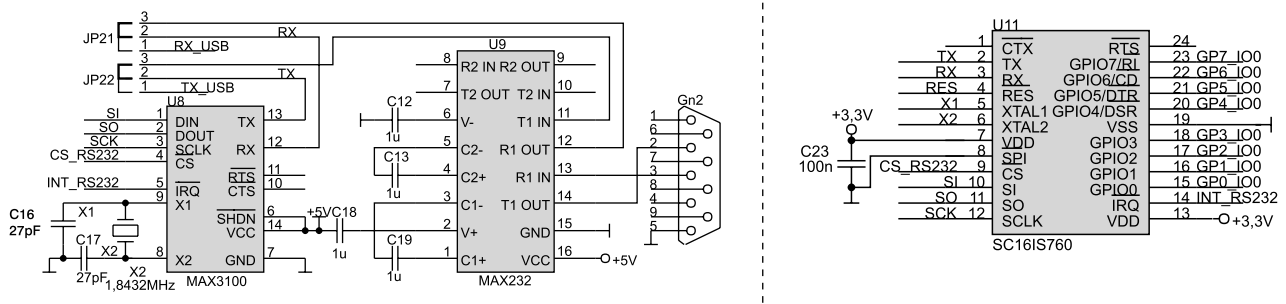 JP21
3
2
1
RX
RX_USB
JP22
3
2
1
TX
TX_USB
U8
SI 1 DIN TX 13
SO 2 DOUT
SCK 3 SCLK RX 12
CS_RS232 4 CS
RTS 11
INT_RS232 5 IRQ CTS 10
9 X1
SHDN 6
VCC 14
8 X2 GND 7
MAX3100
C16
27pF
X1
C17
27pF
X2
X2
1,8432MHz
+5V
C18
1u
C12
1u
C13
1u
C19
1u
U9
8 R2 IN R2 OUT 9
7 T2 OUT T2 IN 10
6 V- T1 IN 11
5 C2- R1 OUT 12
4 C2+ R1 IN 13
3 C1- T1 OUT 14
2 V+ GND 15
1 C1+ VCC 16
+5V
MAX232
Gn2
1
6
2
7
3
8
4
9
5
U11
1 CTX RTS 24
TX 2 TX GPIO7/RI 23 GP7_IO0
RX 3 RX GPIO6/CD 22 GP6_IO0
RES 4 RES GPIO5/DTR 21 GP5_IO0
X1 5 XTAL1 GPIO4/DSR 20 GP4_IO0
X2 6 XTAL2 VSS 19
7 VDD GPIO3 18 GP3_IO0
8 SPI GPIO2 17 GP2_IO0
CS_RS232 9 CS GPIO1 16 GP1_IO0
SI 10 SI GPIO0 15 GP0_IO0
SO 11 SO IRQ 14 INT_RS232
SCK 12 SCLK VDD 13 +3,3V
+3,3V
C23
100n
SC16IS760